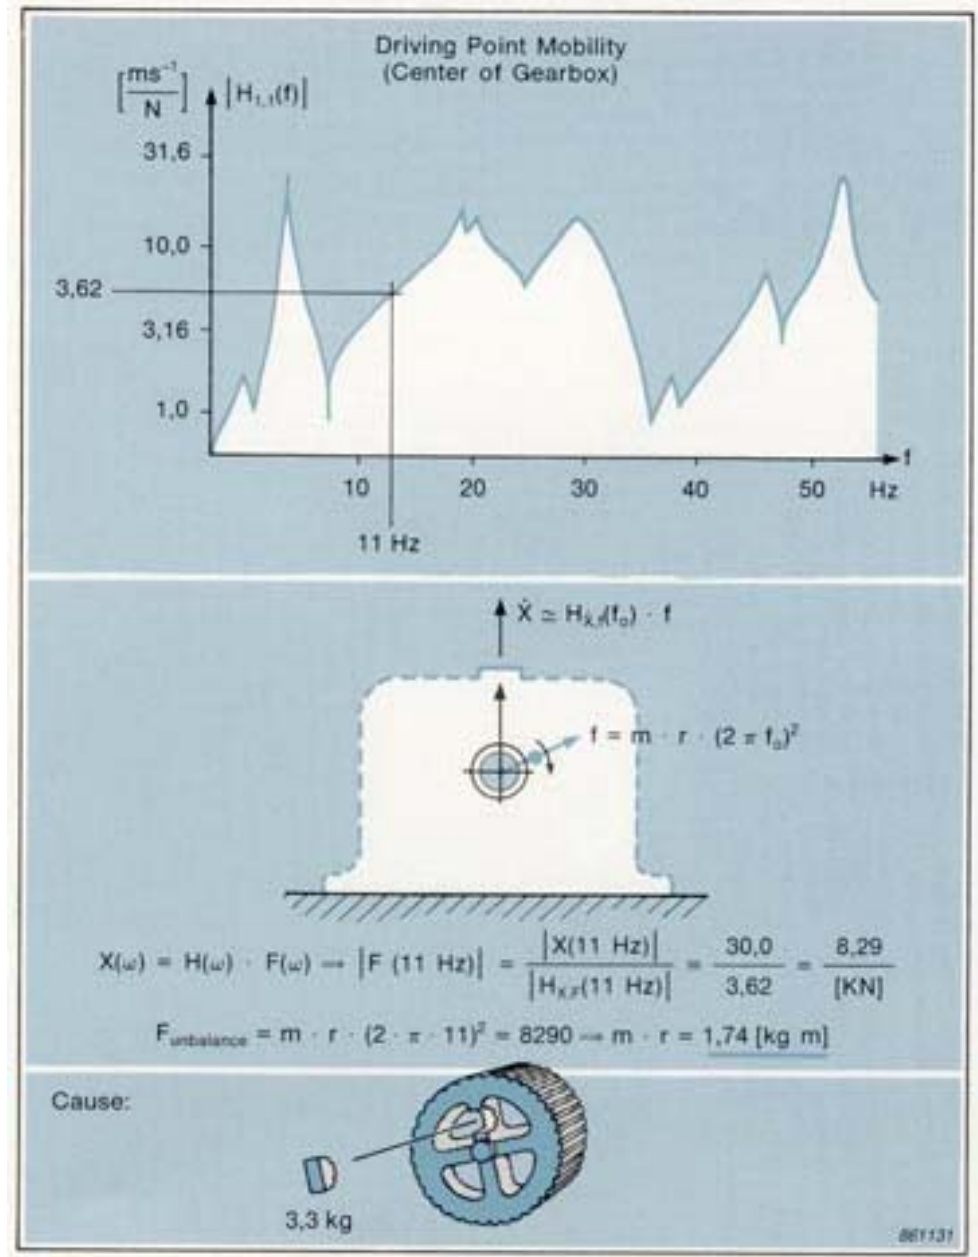 Driving Point Mobility
(Center of Gearbox)
[ms⁻¹/N] |H₁,₁(f)|
31,6
10,0
3,62
3,16
1,0
f
10 20 30 40 50 Hz
11 Hz
Ẋ ≃ H_Ẋ,f(f₀) · f
f = m · r · (2 π f₀)²
X(ω) = H(ω) · F(ω) → |F (11 Hz)| = |X(11 Hz)| / |H_X,F(11 Hz)| = 30,0 / 3,62 = 8,29 / [KN]
F_unbalance = m · r · (2 · π · 11)² = 8290 → m · r = 1,74 [kg m]
Cause:
3,3 kg
861131